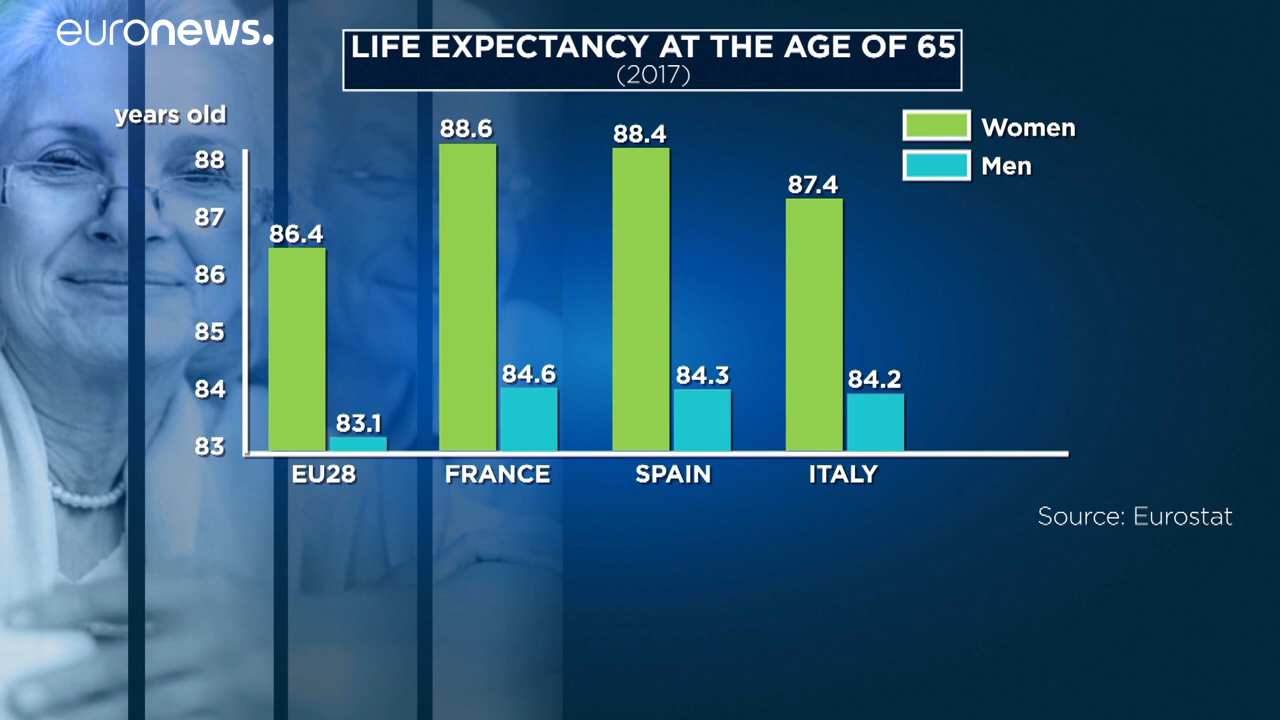 euronews.
LIFE EXPECTANCY AT THE AGE OF 65
(2017)
years old
Women
Men
88
87
86
85
84
83
86.4
83.1
88.6
84.6
88.4
84.3
87.4
84.2
EU28
FRANCE
SPAIN
ITALY
Source: Eurostat